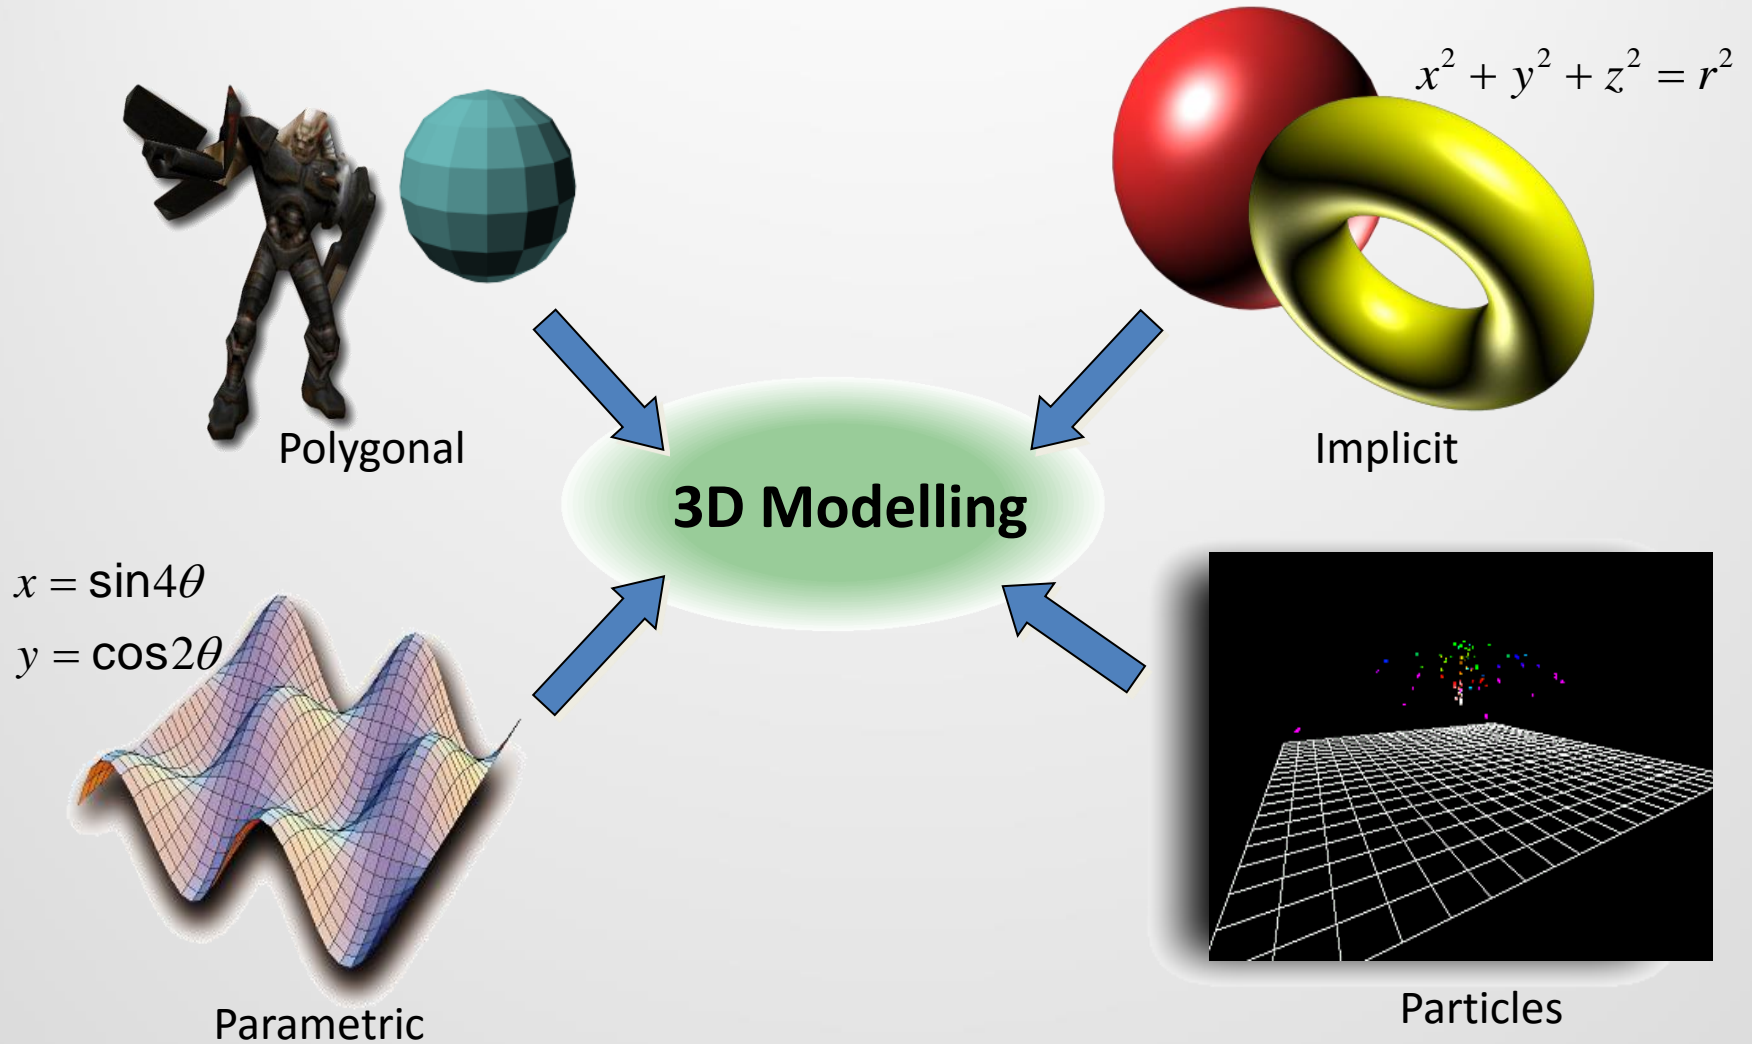 x² + y² + z² = r²
Polygonal
Implicit
3D Modelling
x = sin4θ
y = cos2θ
Parametric
Particles